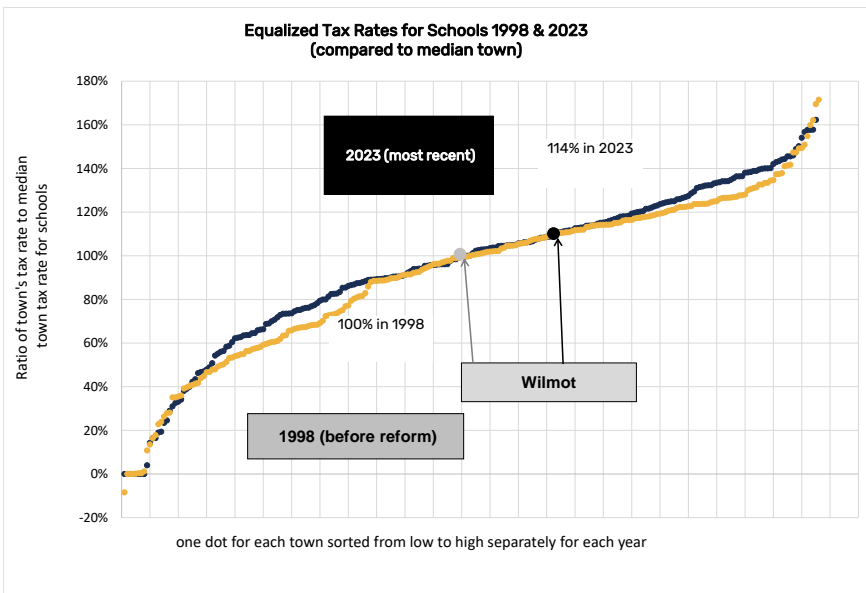 Equalized Tax Rates for Schools 1998 & 2023
(compared to median town)
180%
160%
140%
120%
100%
80%
60%
40%
20%
0%
-20%
Ratio of town's tax rate to median
town tax rate for schools
2023 (most recent)
114% in 2023
100% in 1998
Wilmot
1998 (before reform)
one dot for each town sorted from low to high separately for each year